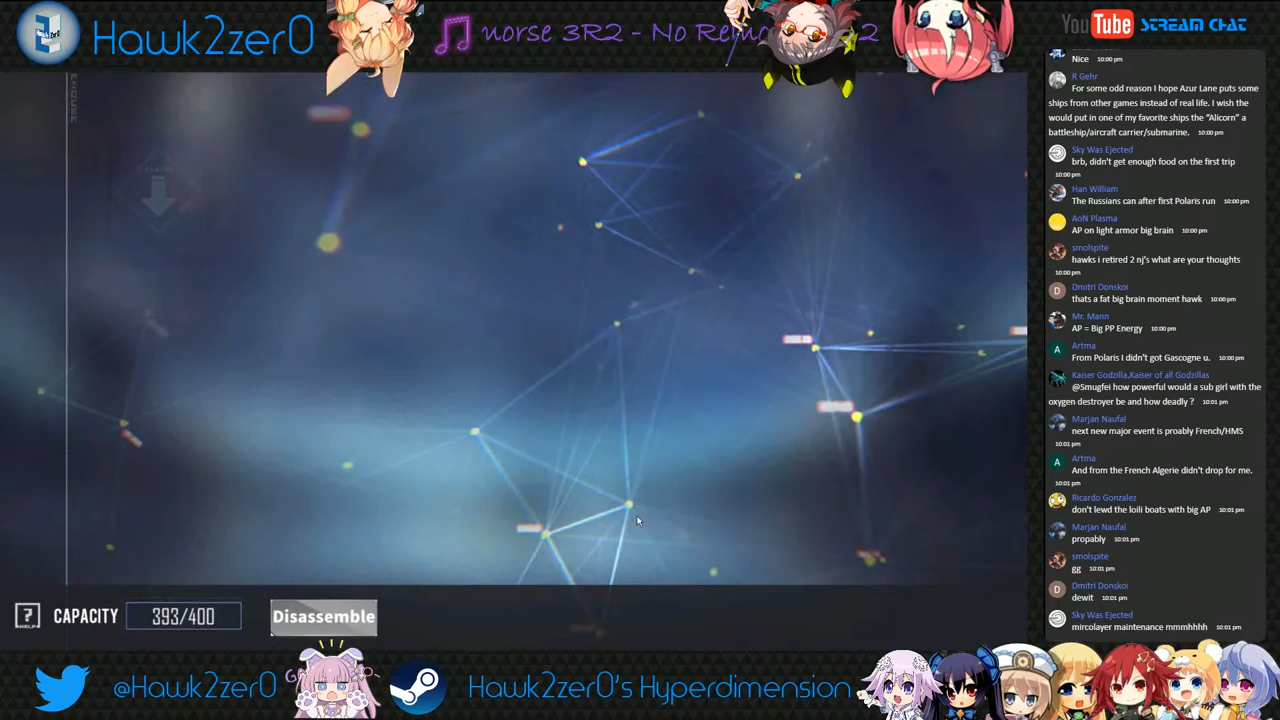 Hawk2zer0
norse 3R2 - No Remo 2
You Tube STREAM CHAT
Nice 10:00 pm
R Gehr
For some odd reason I hope Azur Lane puts some
ships from other games instead of real life. I wish the
would put in one of my favorite ships the “Alicorn” a
battleship/aircraft carrier/submarine. 10:00 pm
Sky Was Ejected
brb, didn't get enough food on the first trip
10:00 pm
Han William
The Russians can after first Polaris run 10:00 pm
AoN Plasma
AP on light armor big brain 10:00 pm
smolspite
hawks i retired 2 nj's what are your thoughts
10:00 pm
Dmitri Donskoi
thats a fat big brain moment hawk 10:00 pm
Mr. Mann
AP = Big PP Energy 10:00 pm
Artma
From Polaris I didn't got Gascogne u. 10:00 pm
Kaiser Godzilla,Kaiser of all Godzillas
@Smugfei how powerful would a sub girl with the
oxygen destroyer be and how deadly ? 10:01 pm
Marjan Naufal
next new major event is proably French/HMS
10:01 pm
Artma
And from the French Algerie didn't drop for me.
10:01 pm
Ricardo Gonzalez
don't lewd the loili boats with big AP 10:01 pm
Marjan Naufal
propably 10:01 pm
smolspite
gg 10:01 pm
Dmitri Donskoi
dewit 10:01 pm
Sky Was Ejected
mircolayer maintenance mmmhhhh 10:01 pm
? HELP CAPACITY 393/400 Disassemble
@Hawk2zer0 Hawk2zer0's Hyperdimension